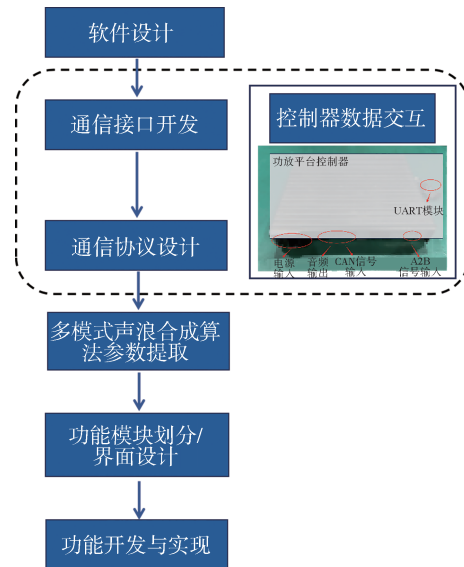 软件设计
通信接口开发
控制器数据交互
功放平台控制器
UART模块
通信协议设计
电源 音频 CAN信号 A2B
输入 输出 输入 信号输入
多模式声浪合成算
法参数提取
功能模块划分/
界面设计
功能开发与实现